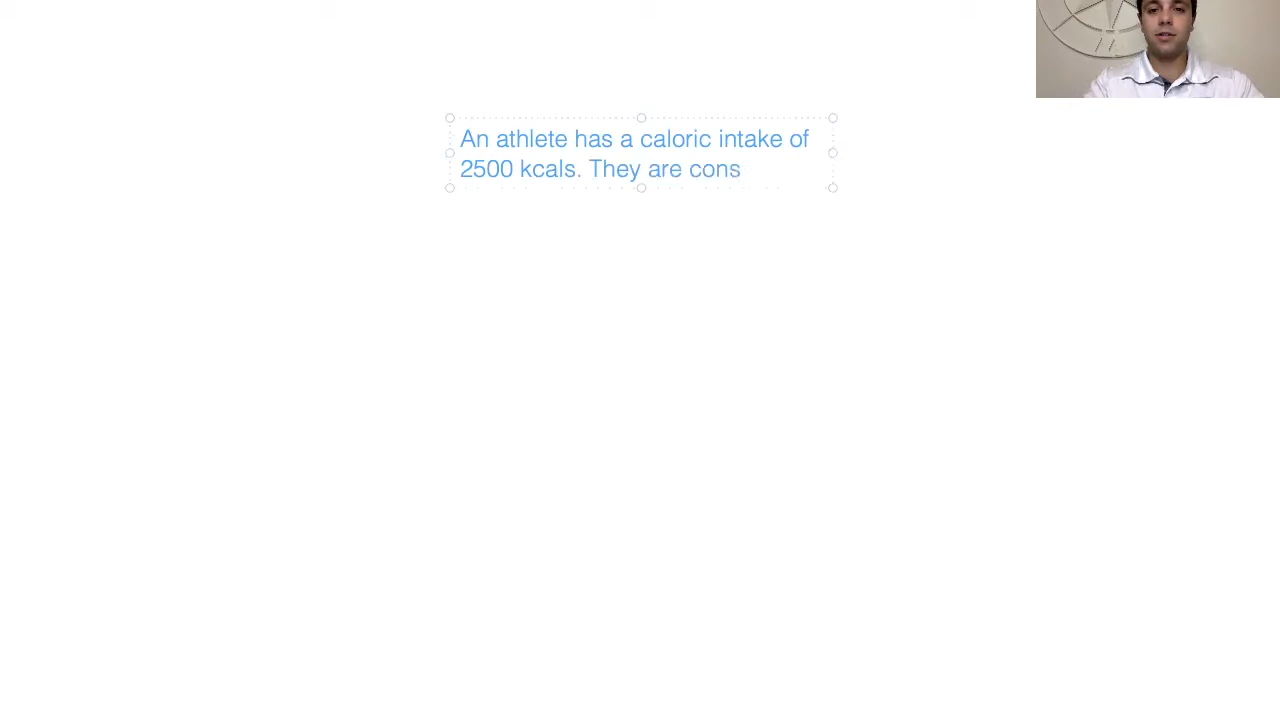 An athlete has a caloric intake of
2500 kcals. They are cons